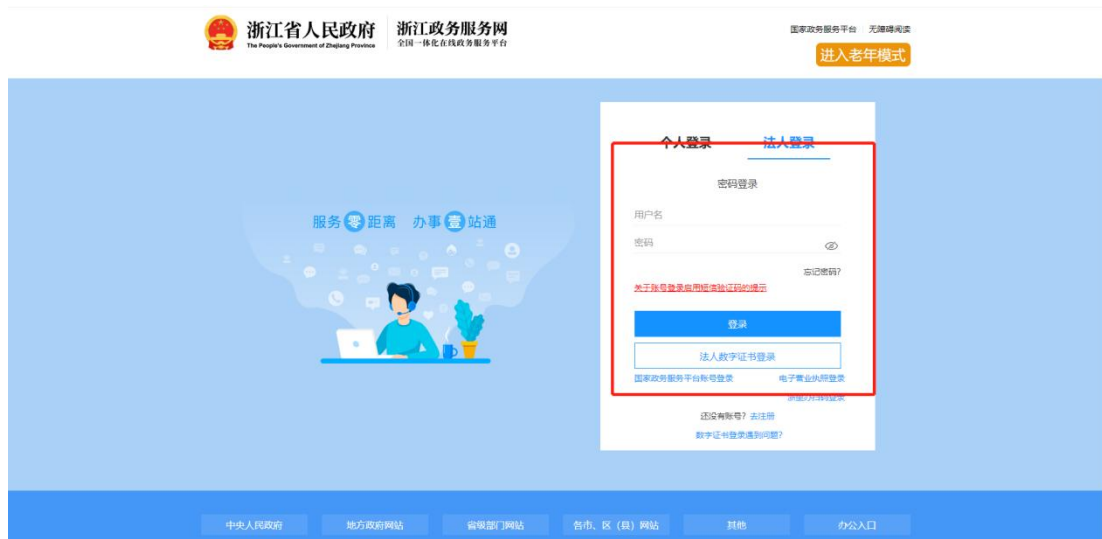 浙江省人民政府 浙江政务服务网
The People's Government of Zhejiang Province 全国一体化在线政务服务平台
国家政务服务平台 无障碍阅读
进入老年模式
服务零距离 办事壹站通
个人登录 法人登录
密码登录
用户名
密码
忘记密码?
关于账号登录启用短信验证码的提示
登录
法人数字证书登录
国家政务服务平台账号登录 电子营业执照登录
还没有账号? 去注册
数字证书登录遇到问题?
中央人民政府 地方政府网站 省级部门网站 各市、区（县）网站 其他 办公入口